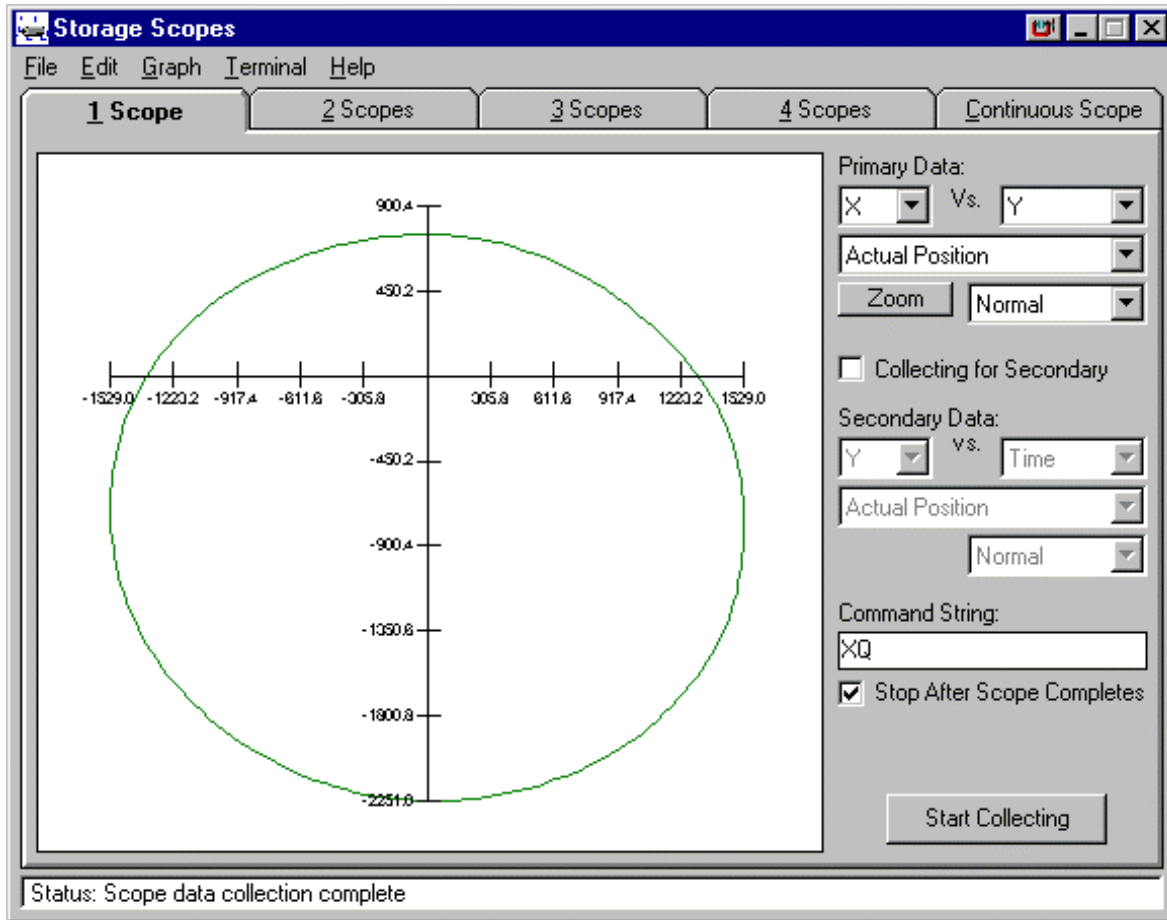 Storage Scopes
File Edit Graph Terminal Help
1 Scope 2 Scopes 3 Scopes 4 Scopes Continuous Scope
900.4
450.2
-1529.0 -1223.2 -917.4 -611.6 -305.8 305.8 611.6 917.4 1223.2 1529.0
-450.2
-900.4
-1350.6
-1800.8
-2251.0
Primary Data:
X Vs. Y
Actual Position
Zoom Normal
Collecting for Secondary
Secondary Data:
Y vs. Time
Actual Position
Normal
Command String:
XQ
Stop After Scope Completes
Start Collecting
Status: Scope data collection complete